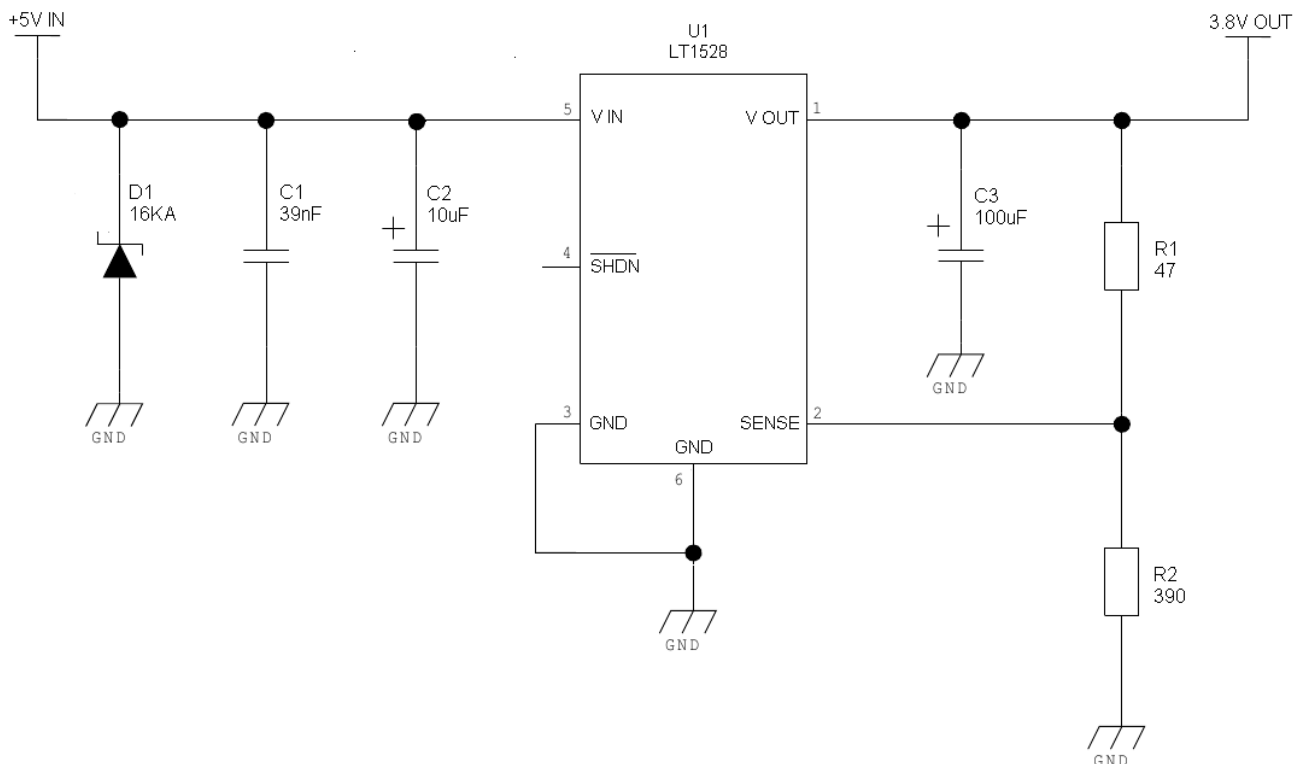 +5V IN
U1
LT1528
3.8V OUT
5
V IN
V OUT
1
D1
16KA
C1
39nF
C2
10uF
+
4
SHDN
C3
100uF
+
R1
47
GND
GND
GND
GND
3
GND
SENSE
2
GND
6
R2
390
GND
GND